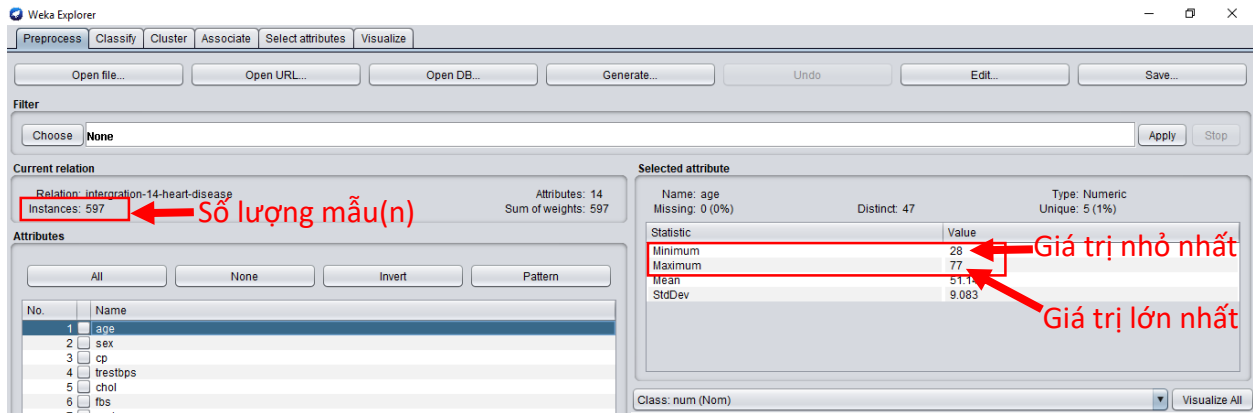 Weka Explorer
Preprocess Classify Cluster Associate Select attributes Visualize
Open file... Open URL... Open DB... Generate... Undo Edit... Save...
Filter
Choose None Apply Stop
Current relation
Relation: intergration-14-heart-disease Attributes: 14
Instances: 597 Sum of weights: 597
Số lượng mẫu(n)
Attributes
All None Invert Pattern
No. Name
1 age
2 sex
3 cp
4 trestbps
5 chol
6 fbs
Selected attribute
Name: age Type: Numeric
Missing: 0 (0%) Distinct: 47 Unique: 5 (1%)
Statistic Value
Minimum 28
Giá trị nhỏ nhất
Maximum 77
Mean
StdDev 9.083
Giá trị lớn nhất
Class: num (Nom) Visualize All